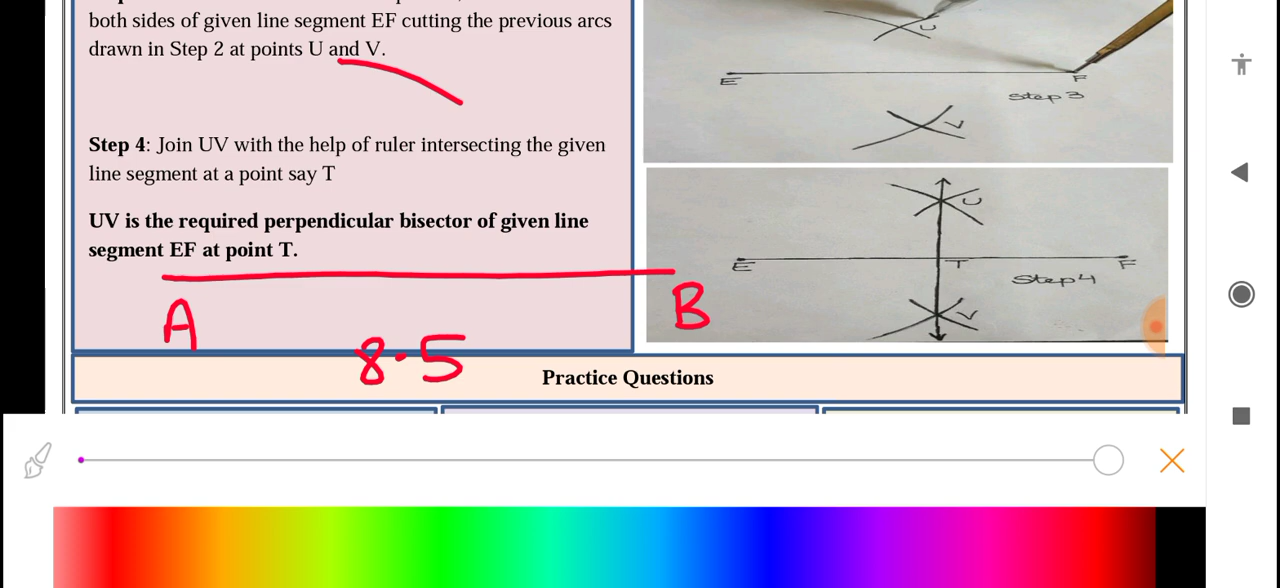 both sides of given line segment EF cutting the previous arcs
drawn in Step 2 at points U and V.
Step 4: Join UV with the help of ruler intersecting the given
line segment at a point say T
UV is the required perpendicular bisector of given line
segment EF at point T.
A
B
8.5
U
E
F
Step 3
V
U
E
T
F
Step 4
V
Practice Questions